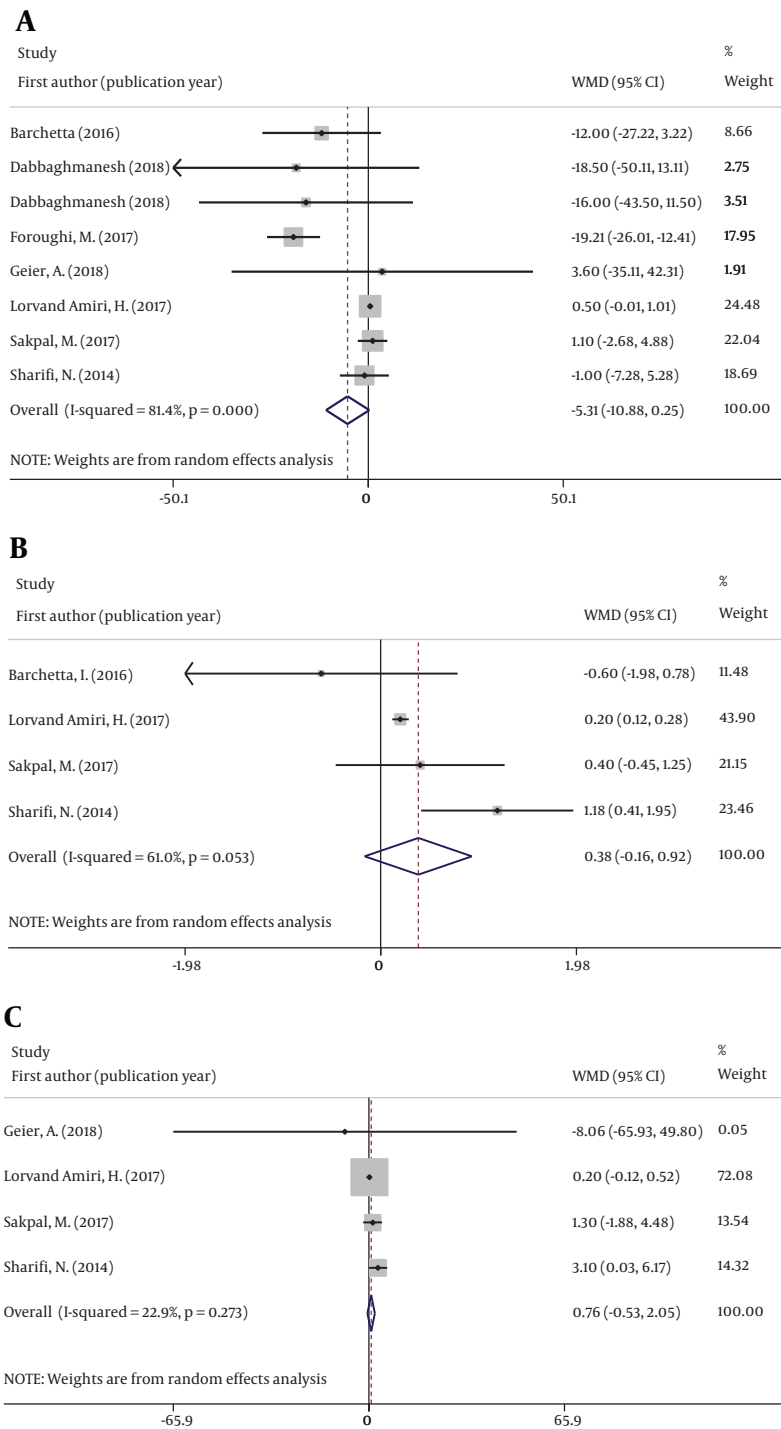 A
Study %
First author (publication year) WMD (95% CI) Weight
Barchetta (2016) -12.00 (-27.22, 3.22) 8.66
Dabbaghmanesh (2018) -18.50 (-50.11, 13.11) 2.75
Dabbaghmanesh (2018) -16.00 (-43.50, 11.50) 3.51
Foroughi, M. (2017) -19.21 (-26.01, -12.41) 17.95
Geier, A. (2018) 3.60 (-35.11, 42.31) 1.91
Lorvand Amiri, H. (2017) 0.50 (-0.01, 1.01) 24.48
Sakpal, M. (2017) 1.10 (-2.68, 4.88) 22.04
Sharifi, N. (2014) -1.00 (-7.28, 5.28) 18.69
Overall (I-squared = 81.4%, p = 0.000) -5.31 (-10.88, 0.25) 100.00
NOTE: Weights are from random effects analysis
-50.1 0 50.1
B
Study %
First author (publication year) WMD (95% CI) Weight
Barchetta, I. (2016) -0.60 (-1.98, 0.78) 11.48
Lorvand Amiri, H. (2017) 0.20 (0.12, 0.28) 43.90
Sakpal, M. (2017) 0.40 (-0.45, 1.25) 21.15
Sharifi, N. (2014) 1.18 (0.41, 1.95) 23.46
Overall (I-squared = 61.0%, p = 0.053) 0.38 (-0.16, 0.92) 100.00
NOTE: Weights are from random effects analysis
-1.98 0 1.98
C
Study %
First author (publication year) WMD (95% CI) Weight
Geier, A. (2018) -8.06 (-65.93, 49.80) 0.05
Lorvand Amiri, H. (2017) 0.20 (-0.12, 0.52) 72.08
Sakpal, M. (2017) 1.30 (-1.88, 4.48) 13.54
Sharifi, N. (2014) 3.10 (0.03, 6.17) 14.32
Overall (I-squared = 22.9%, p = 0.273) 0.76 (-0.53, 2.05) 100.00
NOTE: Weights are from random effects analysis
-65.9 0 65.9